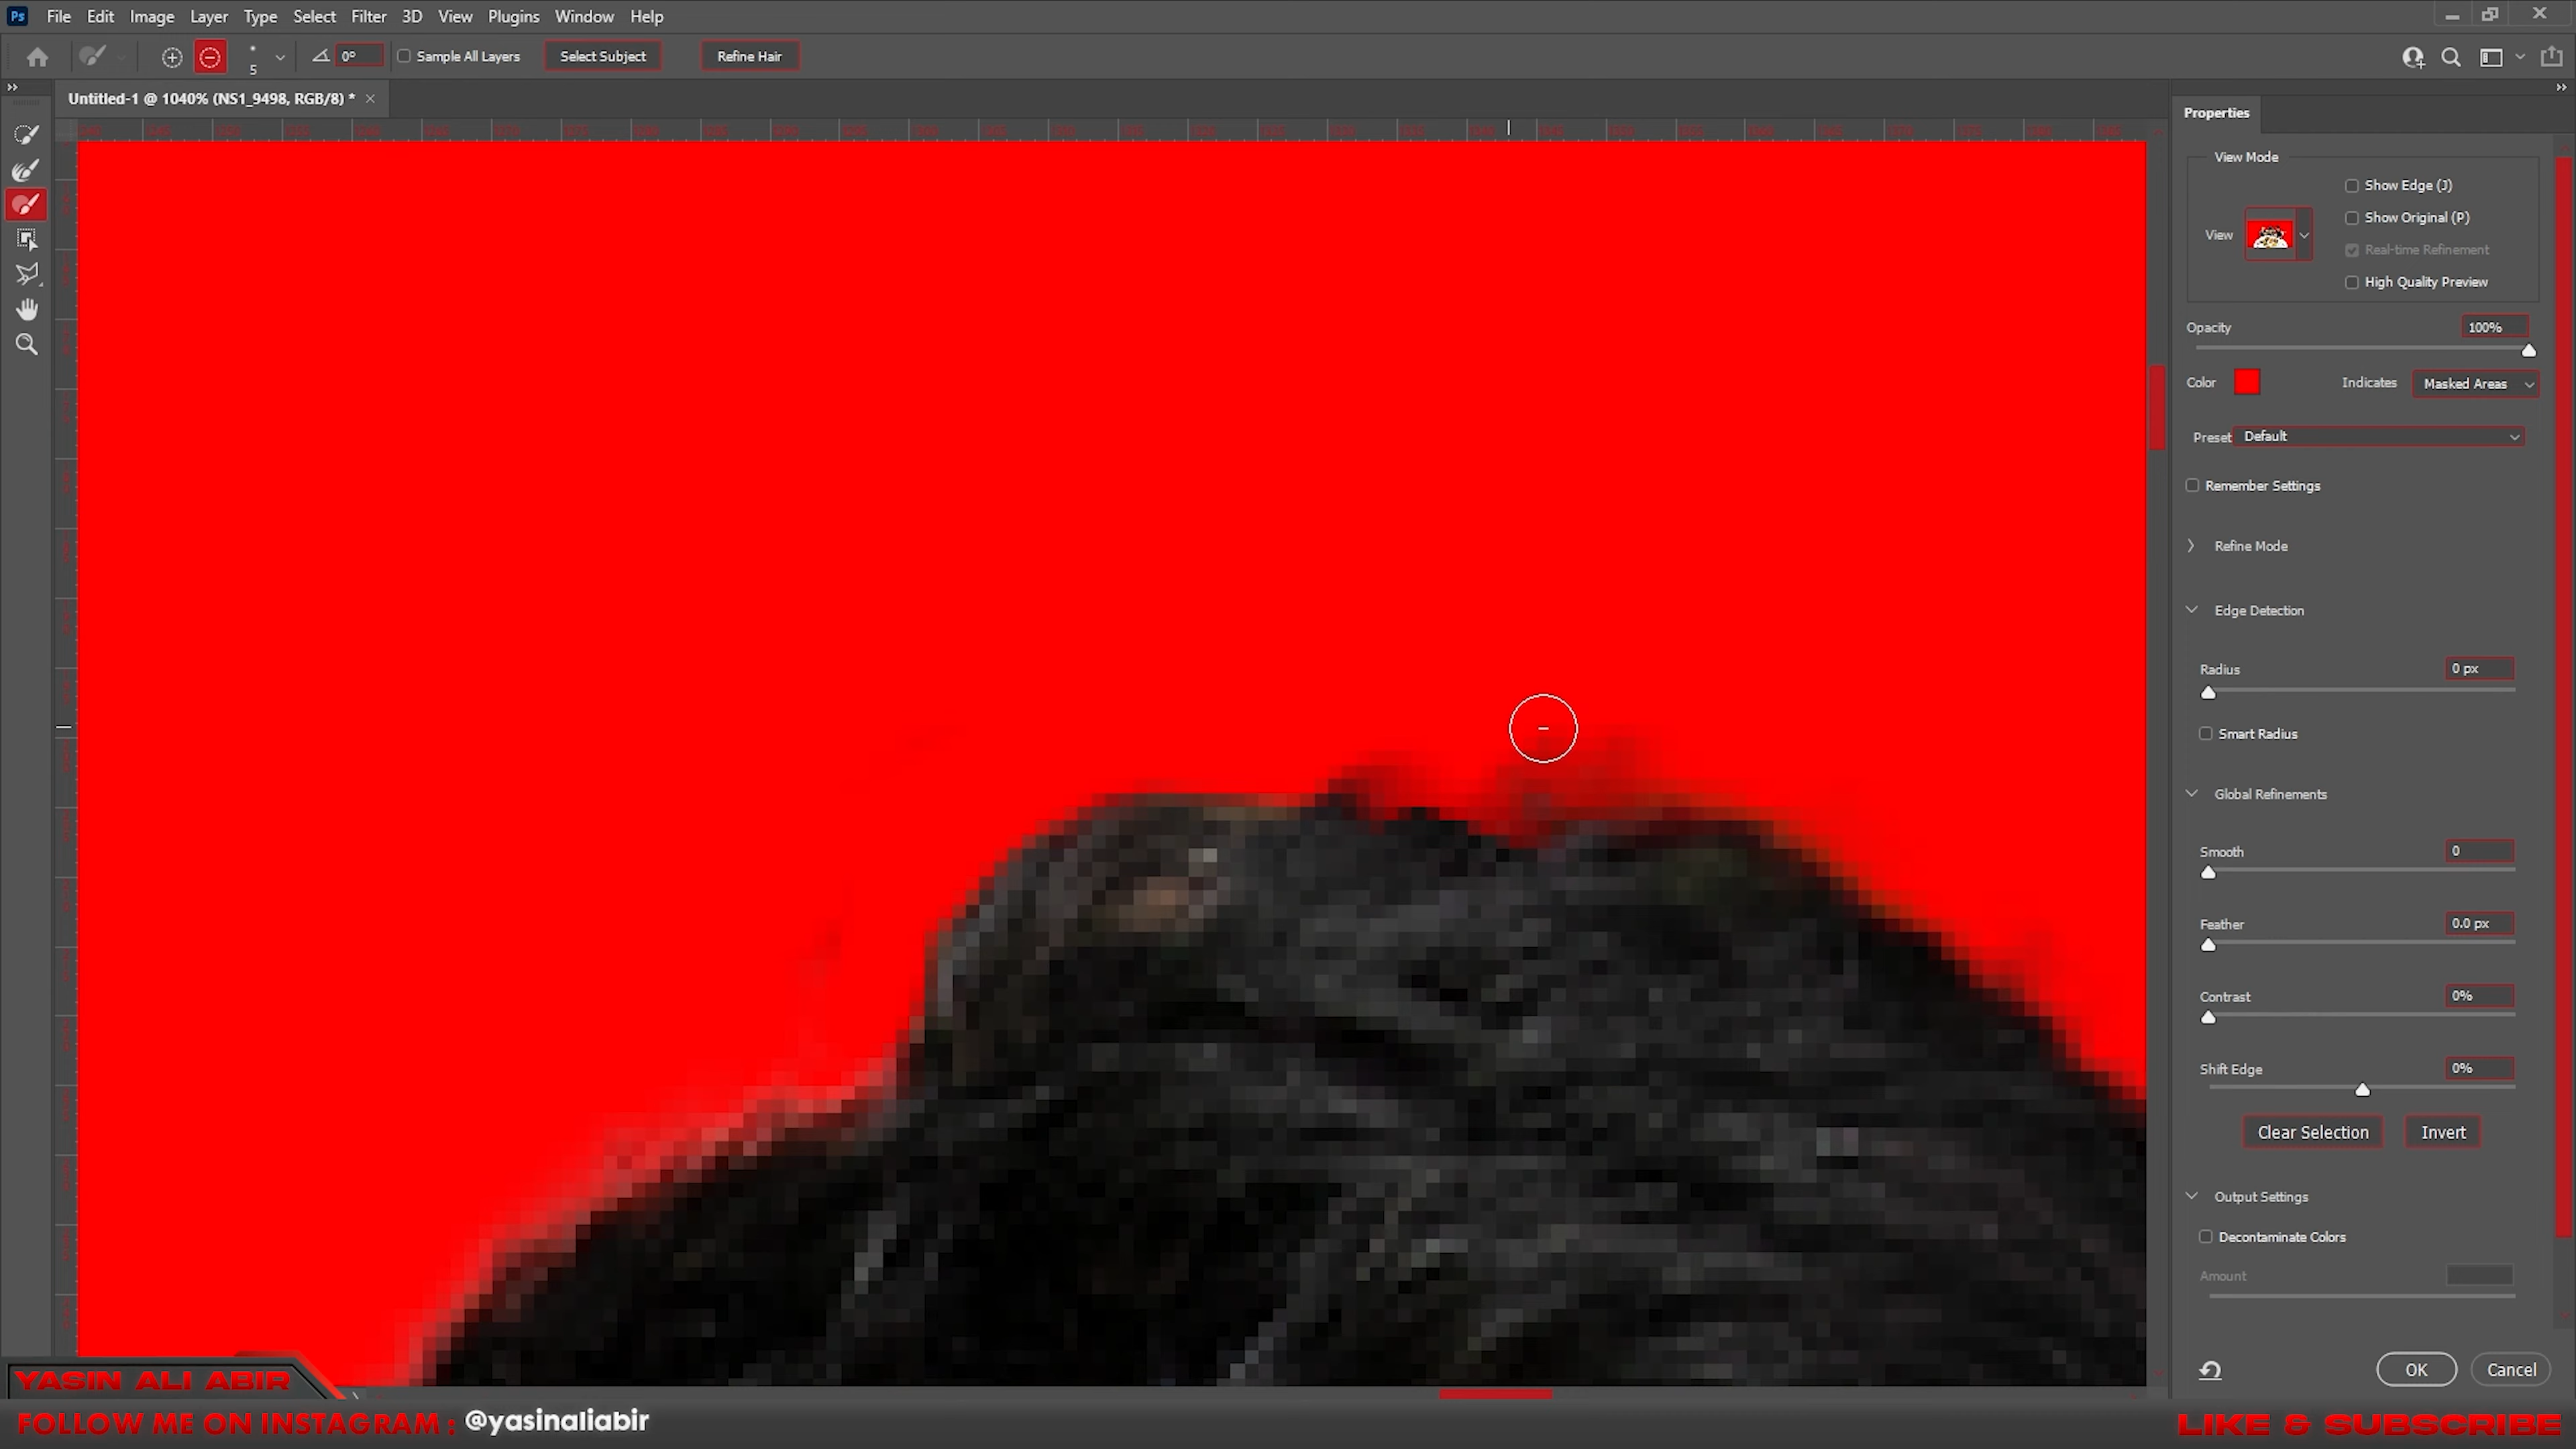 Ps File Edit Image Layer Type Select Filter 3D View Plugins Window Help
5 0° Sample All Layers Select Subject Refine Hair
Untitled-1 @ 1040% (NS1_9498, RGB/8) *
Properties
View Mode
Show Edge (J)
Show Original (P)
View
Real-time Refinement
High Quality Preview
Opacity 100%
Color Indicates Masked Areas
Preset Default
Remember Settings
Refine Mode
Edge Detection
Radius 0 px
Smart Radius
Global Refinements
Smooth 0
Feather 0.0 px
Contrast 0%
Shift Edge 0%
Clear Selection Invert
Output Settings
Decontaminate Colors
Amount
OK Cancel
YASIN ALI ABIR
FOLLOW ME ON INSTAGRAM : @yasinaliabir
LIKE & SUBSCRIBE